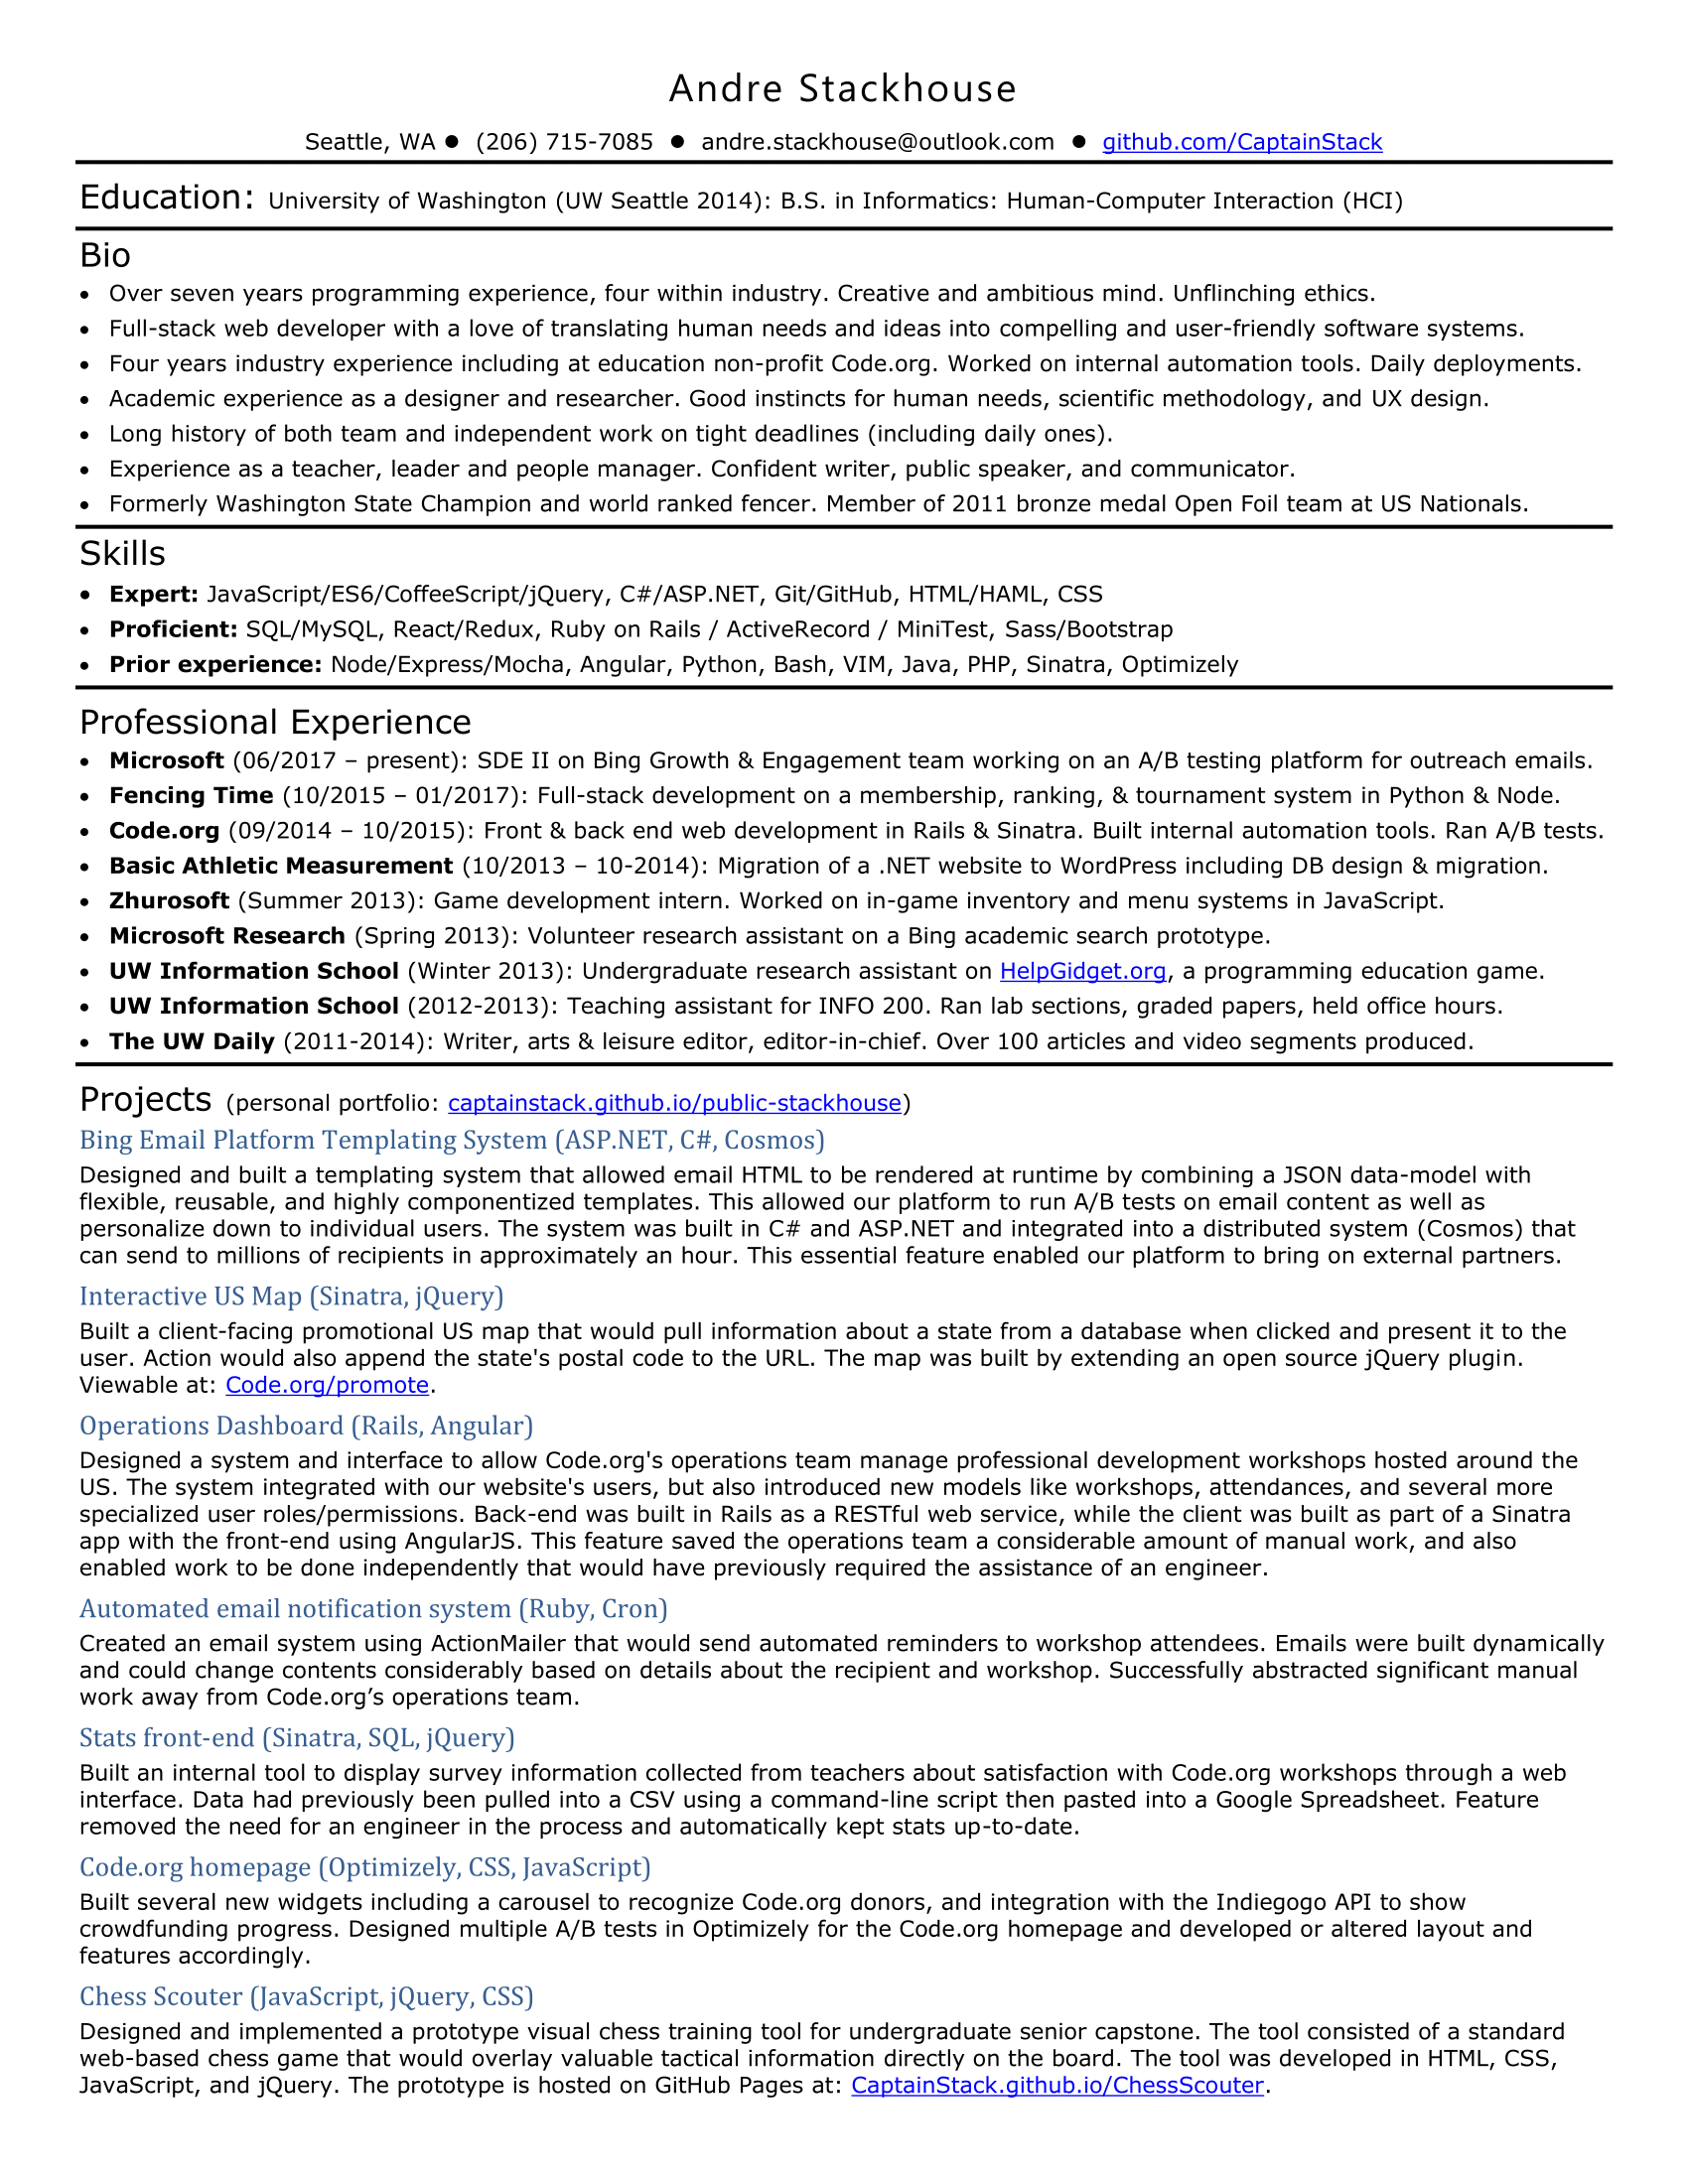 Andre Stackhouse
Seattle, WA ● (206) 715-7085 ● andre.stackhouse@outlook.com ● github.com/CaptainStack
Education: University of Washington (UW Seattle 2014): B.S. in Informatics: Human-Computer Interaction (HCI)
Bio
• Over seven years programming experience, four within industry. Creative and ambitious mind. Unflinching ethics.
• Full-stack web developer with a love of translating human needs and ideas into compelling and user-friendly software systems.
• Four years industry experience including at education non-profit Code.org. Worked on internal automation tools. Daily deployments.
• Academic experience as a designer and researcher. Good instincts for human needs, scientific methodology, and UX design.
• Long history of both team and independent work on tight deadlines (including daily ones).
• Experience as a teacher, leader and people manager. Confident writer, public speaker, and communicator.
• Formerly Washington State Champion and world ranked fencer. Member of 2011 bronze medal Open Foil team at US Nationals.
Skills
• Expert: JavaScript/ES6/CoffeeScript/jQuery, C#/ASP.NET, Git/GitHub, HTML/HAML, CSS
• Proficient: SQL/MySQL, React/Redux, Ruby on Rails / ActiveRecord / MiniTest, Sass/Bootstrap
• Prior experience: Node/Express/Mocha, Angular, Python, Bash, VIM, Java, PHP, Sinatra, Optimizely
Professional Experience
• Microsoft (06/2017 – present): SDE II on Bing Growth & Engagement team working on an A/B testing platform for outreach emails.
• Fencing Time (10/2015 – 01/2017): Full-stack development on a membership, ranking, & tournament system in Python & Node.
• Code.org (09/2014 – 10/2015): Front & back end web development in Rails & Sinatra. Built internal automation tools. Ran A/B tests.
• Basic Athletic Measurement (10/2013 – 10-2014): Migration of a .NET website to WordPress including DB design & migration.
• Zhurosoft (Summer 2013): Game development intern. Worked on in-game inventory and menu systems in JavaScript.
• Microsoft Research (Spring 2013): Volunteer research assistant on a Bing academic search prototype.
• UW Information School (Winter 2013): Undergraduate research assistant on HelpGidget.org, a programming education game.
• UW Information School (2012-2013): Teaching assistant for INFO 200. Ran lab sections, graded papers, held office hours.
• The UW Daily (2011-2014): Writer, arts & leisure editor, editor-in-chief. Over 100 articles and video segments produced.
Projects (personal portfolio: captainstack.github.io/public-stackhouse)
Bing Email Platform Templating System (ASP.NET, C#, Cosmos)
Designed and built a templating system that allowed email HTML to be rendered at runtime by combining a JSON data-model with
flexible, reusable, and highly componentized templates. This allowed our platform to run A/B tests on email content as well as
personalize down to individual users. The system was built in C# and ASP.NET and integrated into a distributed system (Cosmos) that
can send to millions of recipients in approximately an hour. This essential feature enabled our platform to bring on external partners.
Interactive US Map (Sinatra, jQuery)
Built a client-facing promotional US map that would pull information about a state from a database when clicked and present it to the
user. Action would also append the state's postal code to the URL. The map was built by extending an open source jQuery plugin.
Viewable at: Code.org/promote.
Operations Dashboard (Rails, Angular)
Designed a system and interface to allow Code.org's operations team manage professional development workshops hosted around the
US. The system integrated with our website's users, but also introduced new models like workshops, attendances, and several more
specialized user roles/permissions. Back-end was built in Rails as a RESTful web service, while the client was built as part of a Sinatra
app with the front-end using AngularJS. This feature saved the operations team a considerable amount of manual work, and also
enabled work to be done independently that would have previously required the assistance of an engineer.
Automated email notification system (Ruby, Cron)
Created an email system using ActionMailer that would send automated reminders to workshop attendees. Emails were built dynamically
and could change contents considerably based on details about the recipient and workshop. Successfully abstracted significant manual
work away from Code.org’s operations team.
Stats front-end (Sinatra, SQL, jQuery)
Built an internal tool to display survey information collected from teachers about satisfaction with Code.org workshops through a web
interface. Data had previously been pulled into a CSV using a command-line script then pasted into a Google Spreadsheet. Feature
removed the need for an engineer in the process and automatically kept stats up-to-date.
Code.org homepage (Optimizely, CSS, JavaScript)
Built several new widgets including a carousel to recognize Code.org donors, and integration with the Indiegogo API to show
crowdfunding progress. Designed multiple A/B tests in Optimizely for the Code.org homepage and developed or altered layout and
features accordingly.
Chess Scouter (JavaScript, jQuery, CSS)
Designed and implemented a prototype visual chess training tool for undergraduate senior capstone. The tool consisted of a standard
web-based chess game that would overlay valuable tactical information directly on the board. The tool was developed in HTML, CSS,
JavaScript, and jQuery. The prototype is hosted on GitHub Pages at: CaptainStack.github.io/ChessScouter.